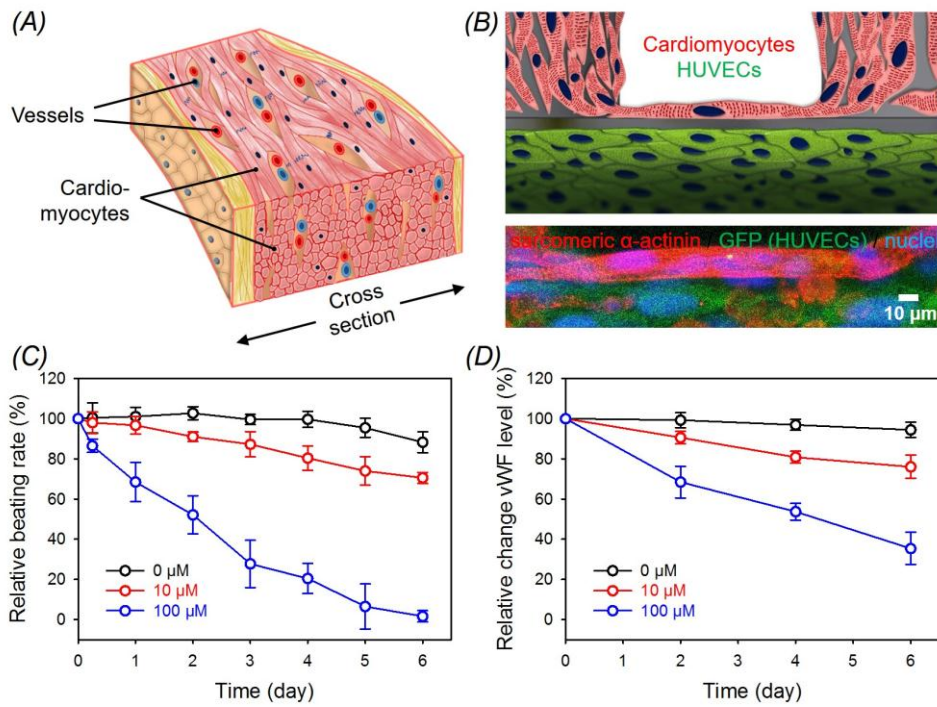 (A)
Vessels
Cardio-
myocytes
Cross
section
(B)
Cardiomyocytes
HUVECs
sarcomeric α-actinin / GFP (HUVECs) / nuclei
10 µm
(C)
Relative beating rate (%)
120
100
80
60
40
20
0
0 µM
10 µM
100 µM
0 1 2 3 4 5 6
Time (day)
(D)
Relative change vWF level (%)
120
100
80
60
40
20
0
0 µM
10 µM
100 µM
0 1 2 3 4 5 6
Time (day)